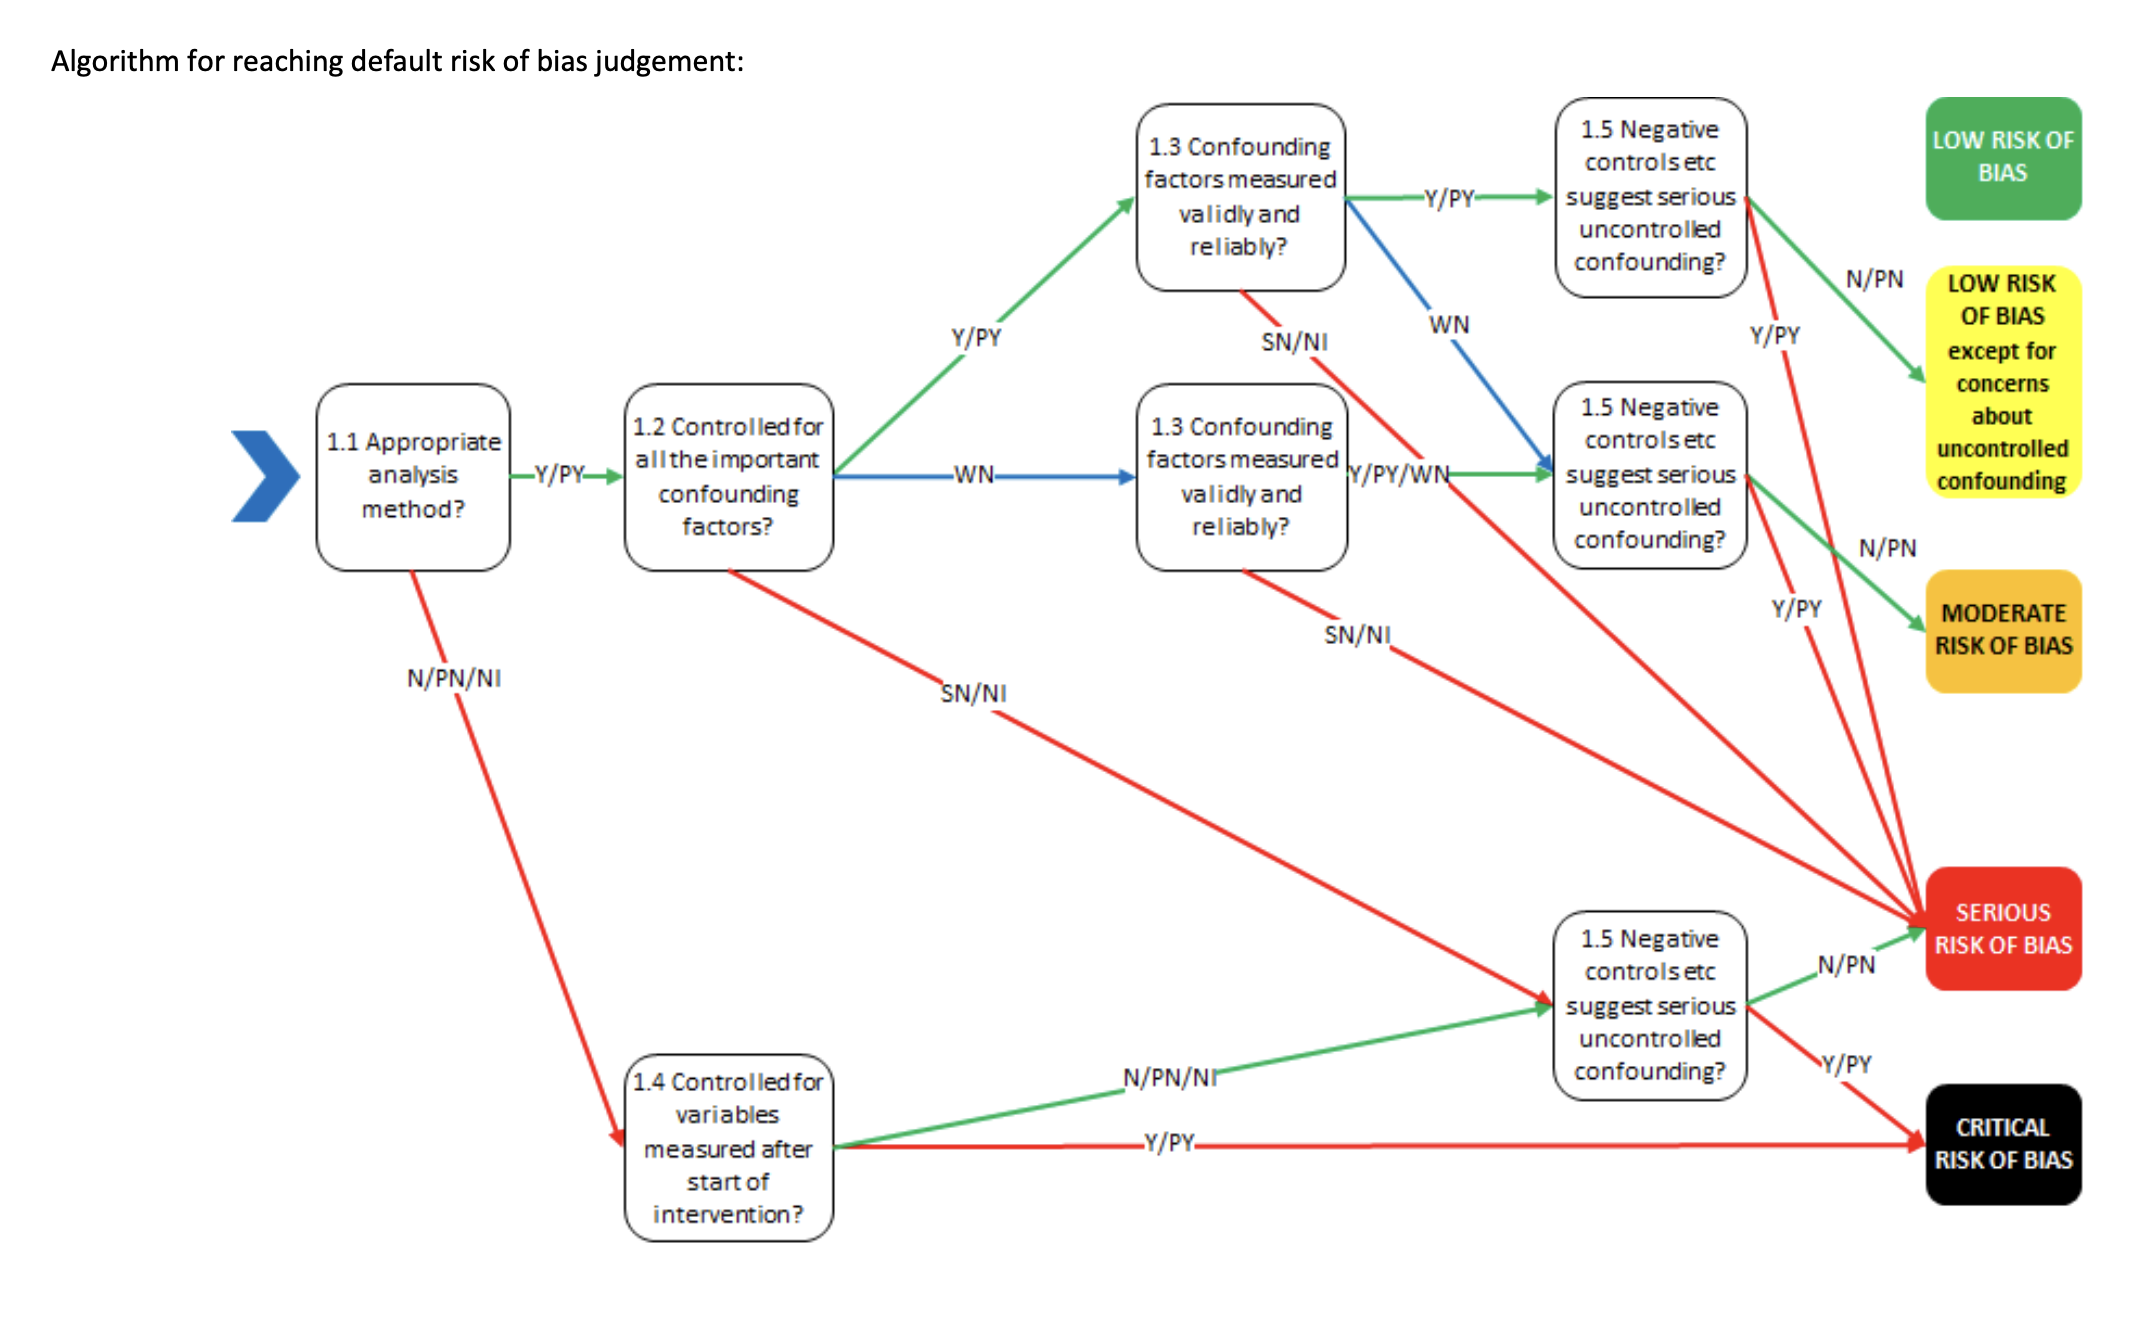 Algorithm for reaching default risk of bias judgement:
1.1 Appropriate
analysis
method?
Y/PY
N/PN/NI
1.2 Controlled for
all the important
confounding
factors?
Y/PY
WN
SN/NI
1.3 Confounding
factors measured
validly and
reliably?
Y/PY
WN
SN/NI
1.3 Confounding
factors measured
validly and
reliably?
Y/PY/WN
SN/NI
1.4 Controlled for
variables
measured after
start of
intervention?
N/PN/NI
Y/PY
1.5 Negative
controls etc
suggest serious
uncontrolled
confounding?
N/PN
Y/PY
1.5 Negative
controls etc
suggest serious
uncontrolled
confounding?
N/PN
Y/PY
1.5 Negative
controls etc
suggest serious
uncontrolled
confounding?
N/PN
Y/PY
LOW RISK OF
BIAS
LOW RISK
OF BIAS
except for
concerns
about
uncontrolled
confounding
MODERATE
RISK OF BIAS
SERIOUS
RISK OF BIAS
CRITICAL
RISK OF BIAS